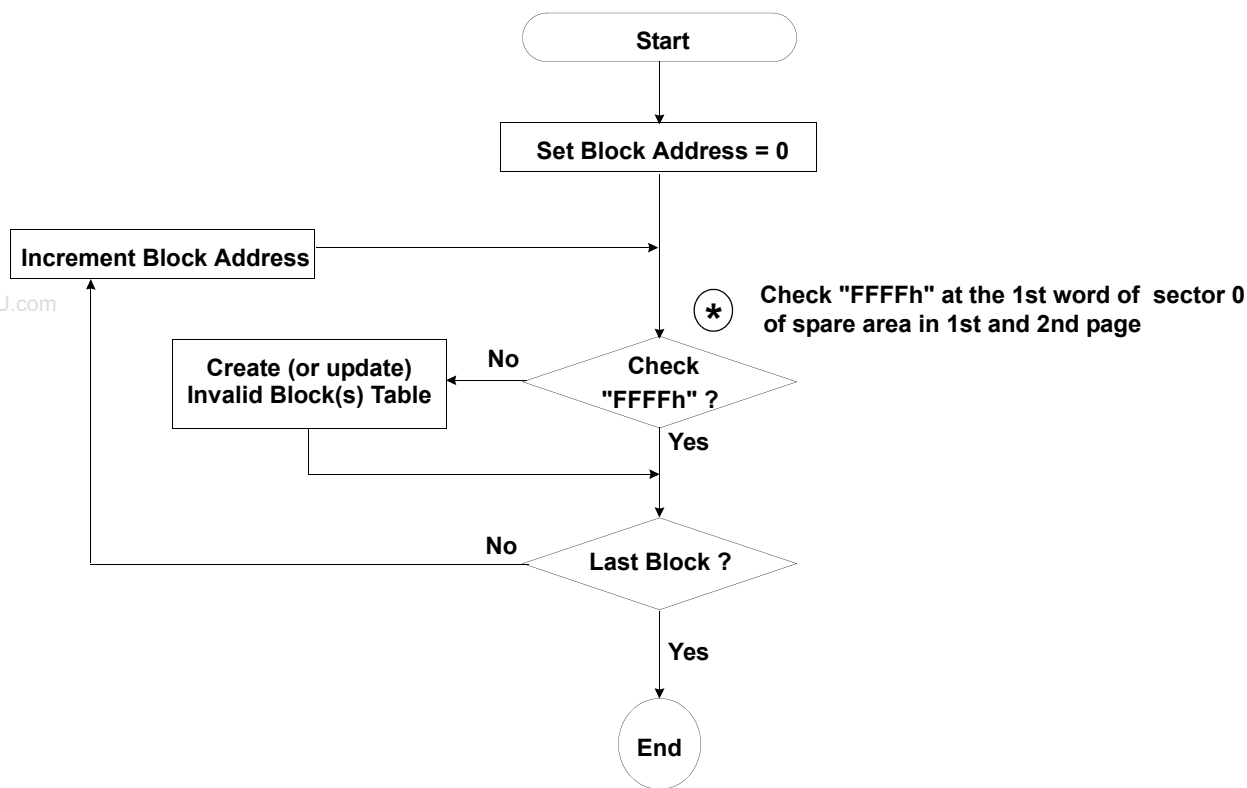 Start
Set Block Address = 0
Increment Block Address
U.com
*
Check "FFFFh" at the 1st word of sector 0
of spare area in 1st and 2nd page
Create (or update)
Invalid Block(s) Table
No
Check
"FFFFh" ?
Yes
No
Last Block ?
Yes
End